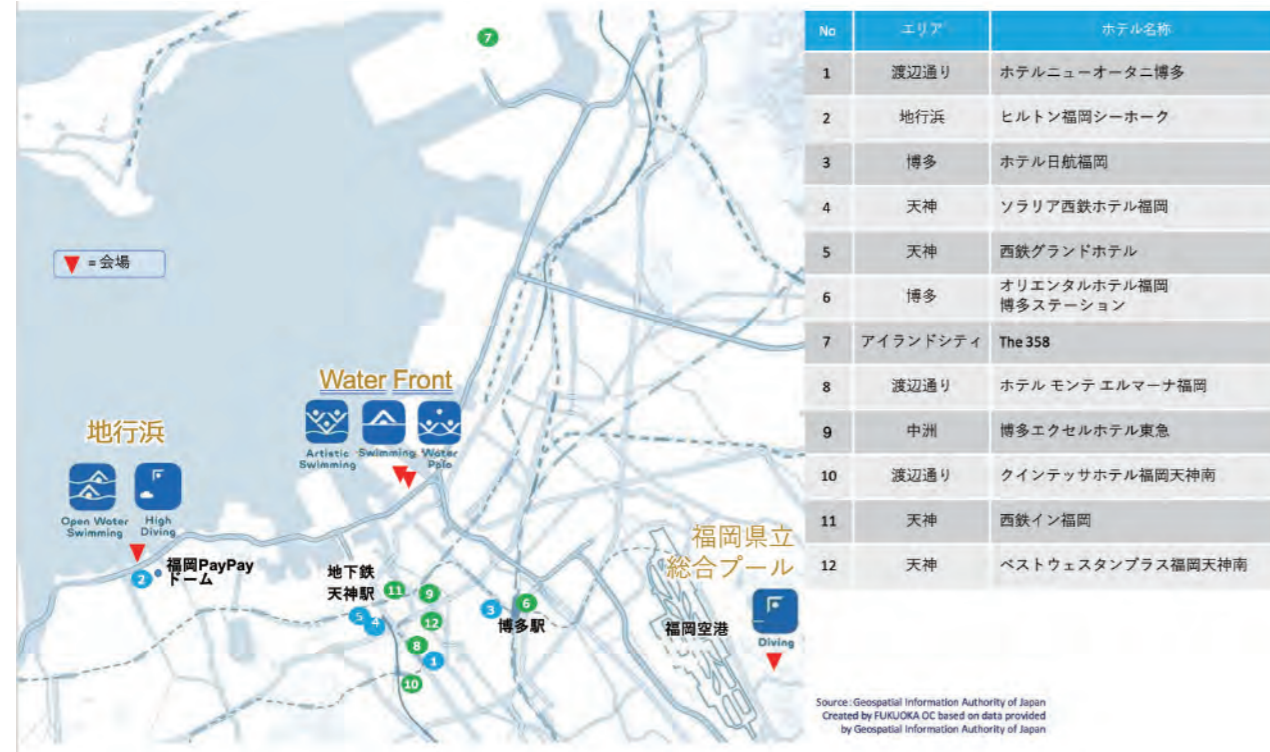 7
= 会場
Water Front
Artistic
Swimming
Swimming
Water
Polo
地行浜
Open Water
Swimming
High
Diving
2
福岡PayPay
ドーム
地下鉄
天神駅
11
9
5
4
12
8
1
10
3
6
博多駅
福岡県立
総合プール
福岡空港
Diving
No エリア ホテル名称
1 渡辺通り ホテルニューオータニ博多
2 地行浜 ヒルトン福岡シーホーク
3 博多 ホテル日航福岡
4 天神 ソラリア西鉄ホテル福岡
5 天神 西鉄グランドホテル
6 博多 オリエンタルホテル福岡
博多ステーション
7 アイランドシティ The 358
8 渡辺通り ホテル モンテ エルマーナ福岡
9 中洲 博多エクセルホテル東急
10 渡辺通り クインテッサホテル福岡天神南
11 天神 西鉄イン福岡
12 天神 ベストウェスタンプラス福岡天神南
Source : Geospatial Information Authority of Japan
Created by FUKUOKA OC based on data provided
by Geospatial Information Authority of Japan